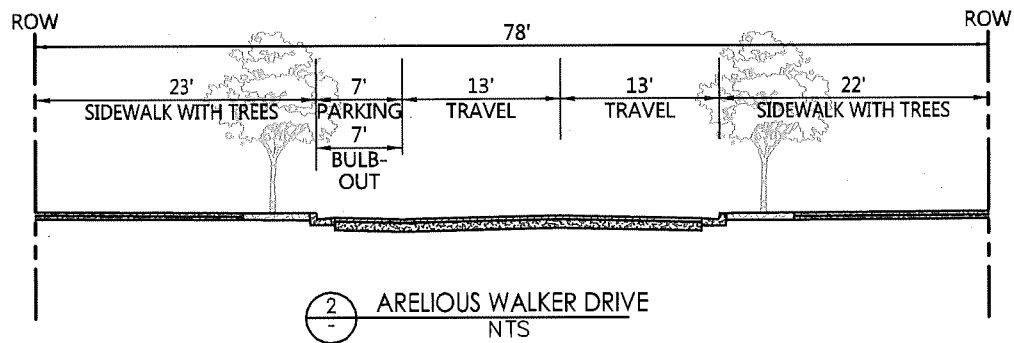 ROW
ROW
78'
23'
7'
13'
13'
22'
SIDEWALK WITH TREES
PARKING
TRAVEL
TRAVEL
SIDEWALK WITH TREES
7'
BULB-
OUT
2
-
ARELIOUS WALKER DRIVE
NTS